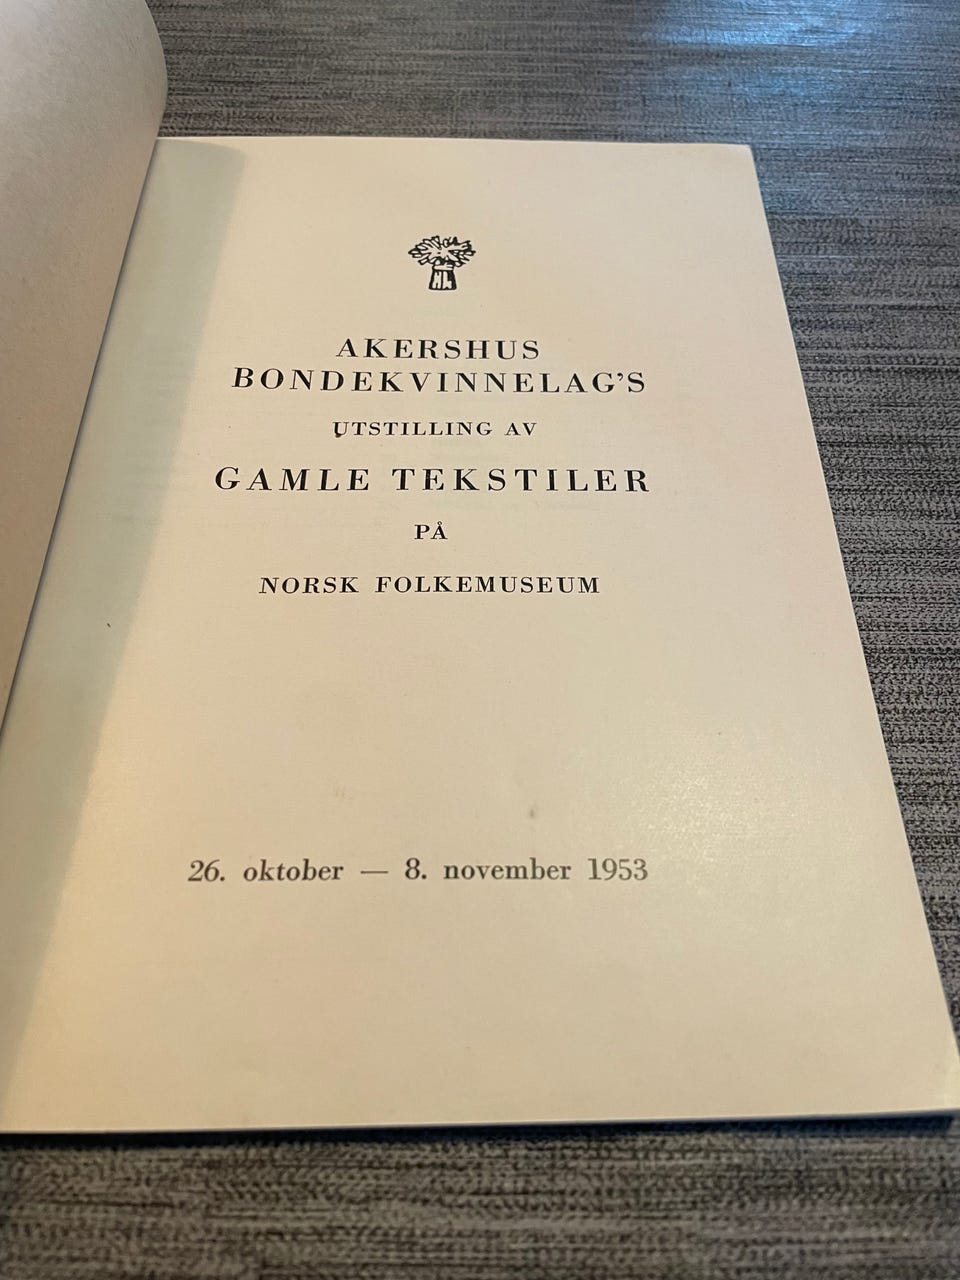 AKERSHUS
BONDEKVINNELAG'S
UTSTILLING AV
GAMLE TEKSTILER
PÅ
NORSK FOLKEMUSEUM
26. oktober — 8. november 1953